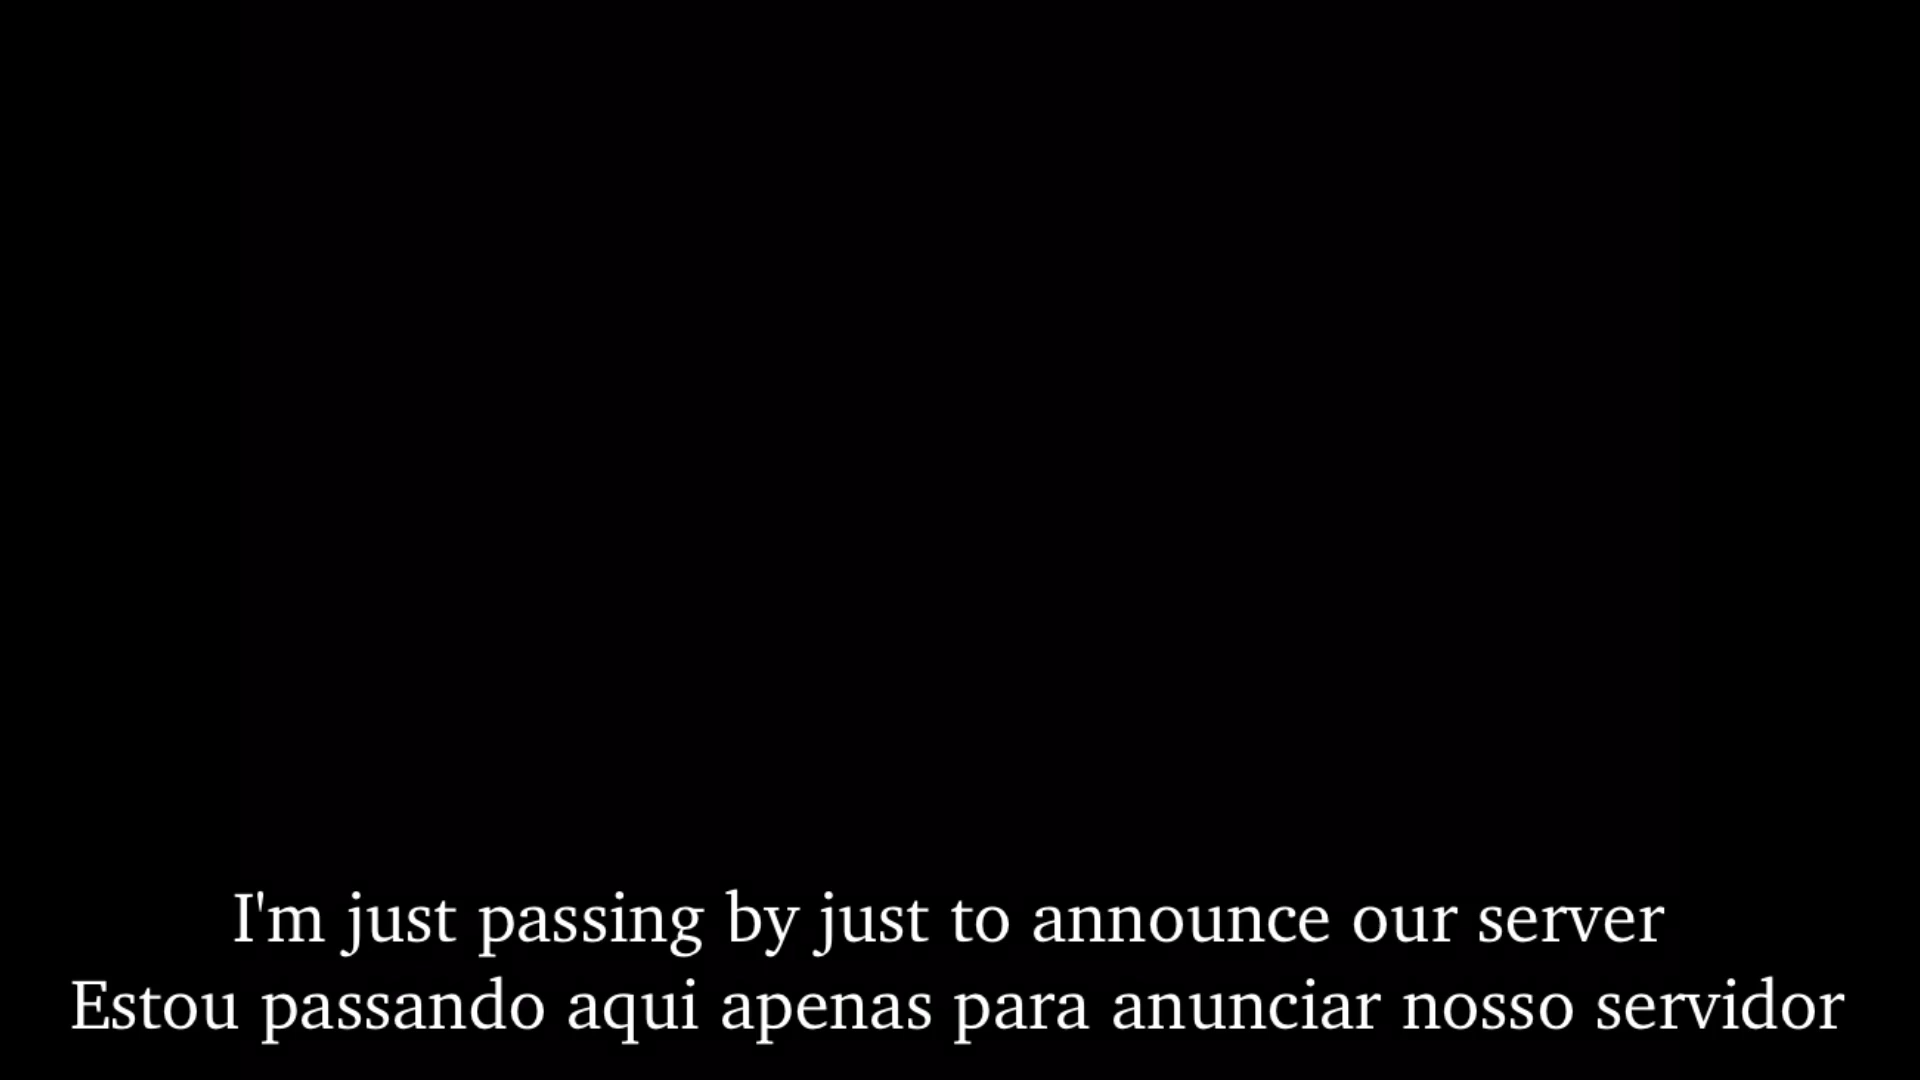 I'm just passing by just to announce our server
Estou passando aqui apenas para anunciar nosso servidor